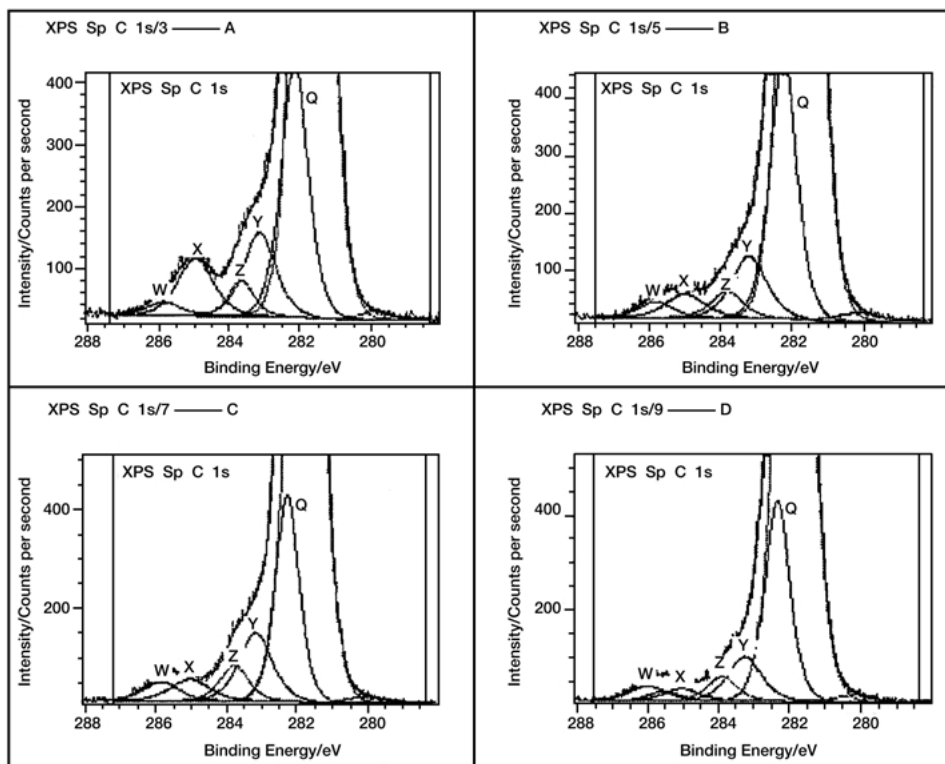 XPS Sp C 1s/3 ——— A
XPS Sp C 1s
Q
Y
X
Z
W
400
300
200
100
288 286 284 282 280
Intensity/Counts per second
Binding Energy/eV
XPS Sp C 1s/5 ——— B
XPS Sp C 1s
Q
Y
X
Z
W
400
300
200
100
288 286 284 282 280
Intensity/Counts per second
Binding Energy/eV
XPS Sp C 1s/7 ——— C
XPS Sp C 1s
Q
Y
Z
W X
400
200
288 286 284 282 280
Intensity/Counts per second
Binding Energy/eV
XPS Sp C 1s/9 ——— D
XPS Sp C 1s
Q
Y
Z
W X
400
200
288 286 284 282 280
Intensity/Counts per second
Binding Energy/eV